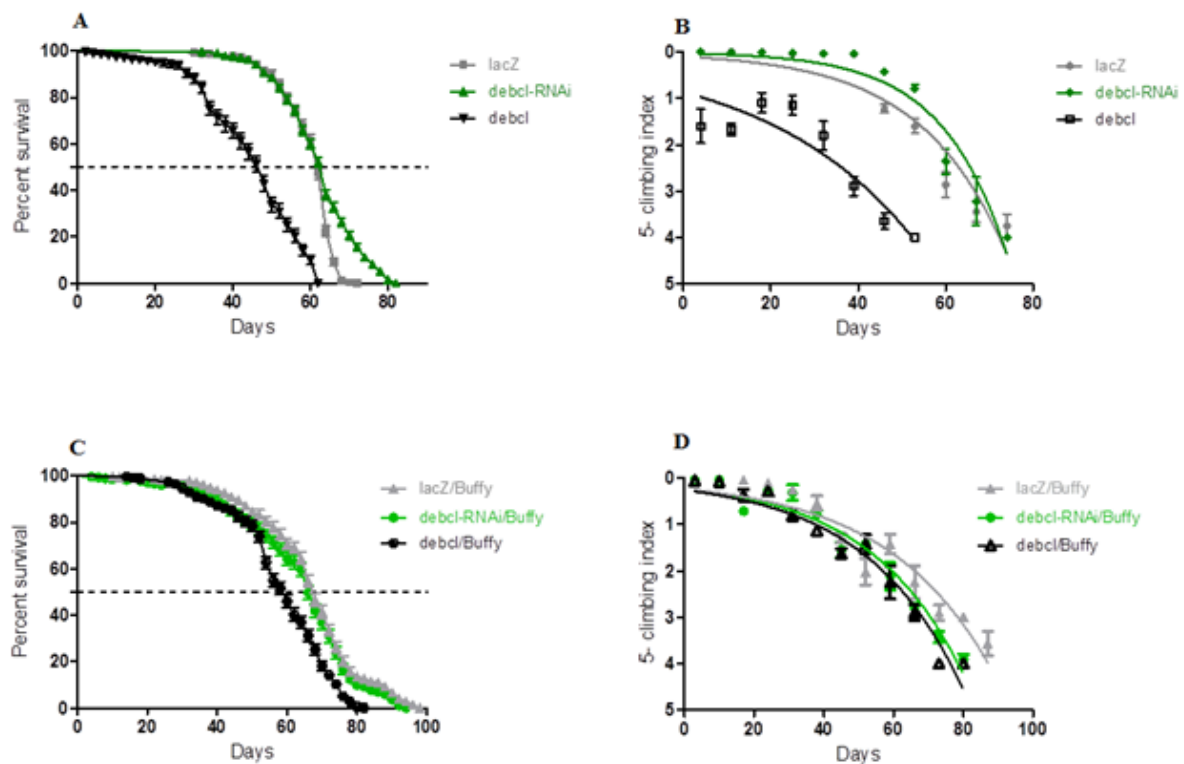 A
Percent survival
100
80
60
40
20
0
0 20 40 60 80
Days
lacZ
debcl-RNAi
debcl
B
5- climbing index
0
1
2
3
4
5
0 20 40 60 80
Days
lacZ
debcl-RNAi
debcl
C
Percent survival
100
80
60
40
20
0
0 20 40 60 80 100
Days
lacZ/Buffy
debcl-RNAi/Buffy
debcl/Buffy
D
5- climbing index
0
1
2
3
4
5
0 20 40 60 80 100
Days
lacZ/Buffy
debcl-RNAi/Buffy
debcl/Buffy